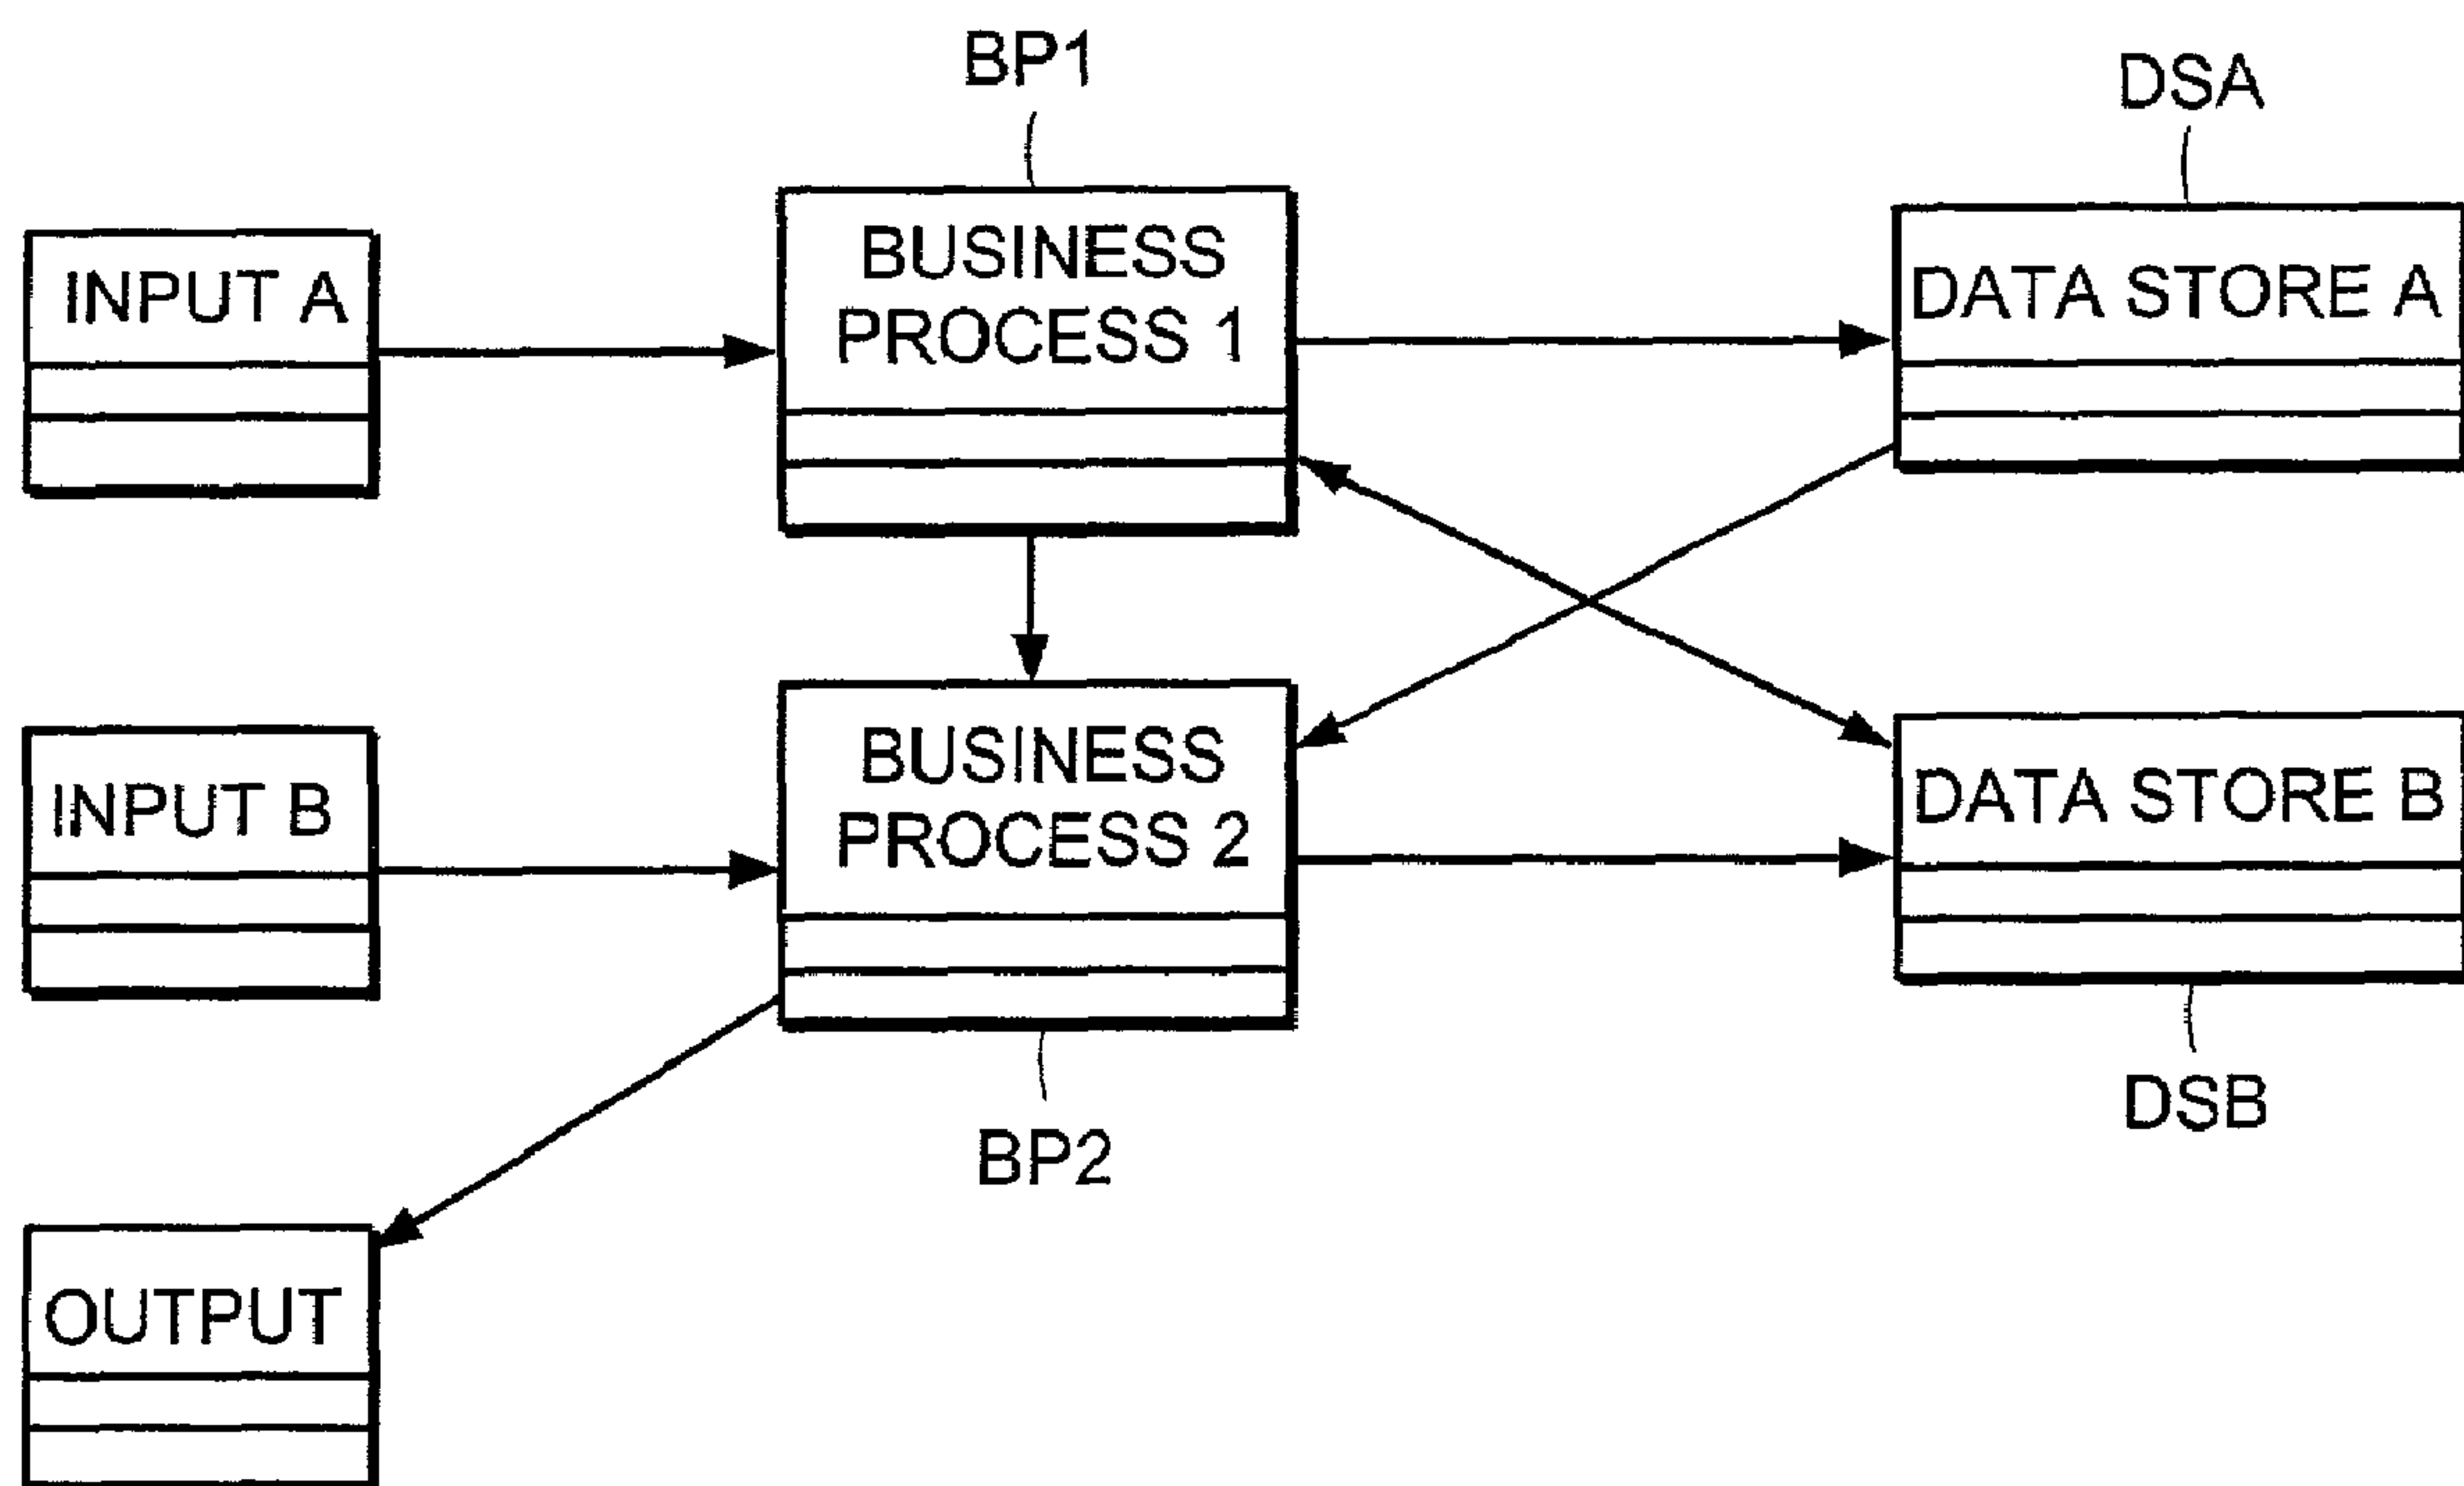 BP1
DSA
INPUT A
BUSINESS
PROCESS 1
DATA STORE A
INPUT B
BUSINESS
PROCESS 2
DATA STORE B
BP2
DSB
OUTPUT